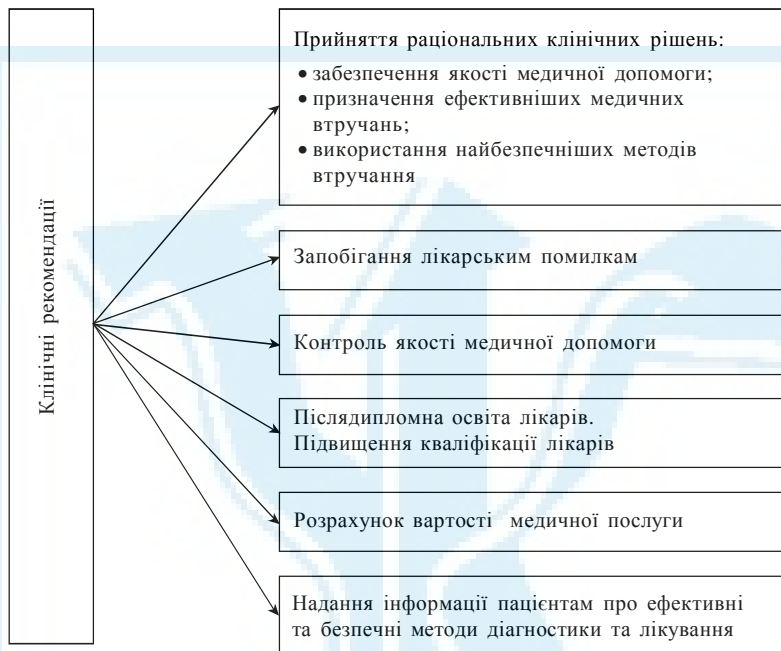 Клінічні рекомендації
Прийняття раціональних клінічних рішень:
• забезпечення якості медичної допомоги;
• призначення ефективніших медичних
втручань;
• використання найбезпечніших методів
втручання
Запобігання лікарським помилкам
Контроль якості медичної допомоги
Післядипломна освіта лікарів.
Підвищення кваліфікації лікарів
Розрахунок вартості медичної послуги
Надання інформації пацієнтам про ефективні
та безпечні методи діагностики та лікування